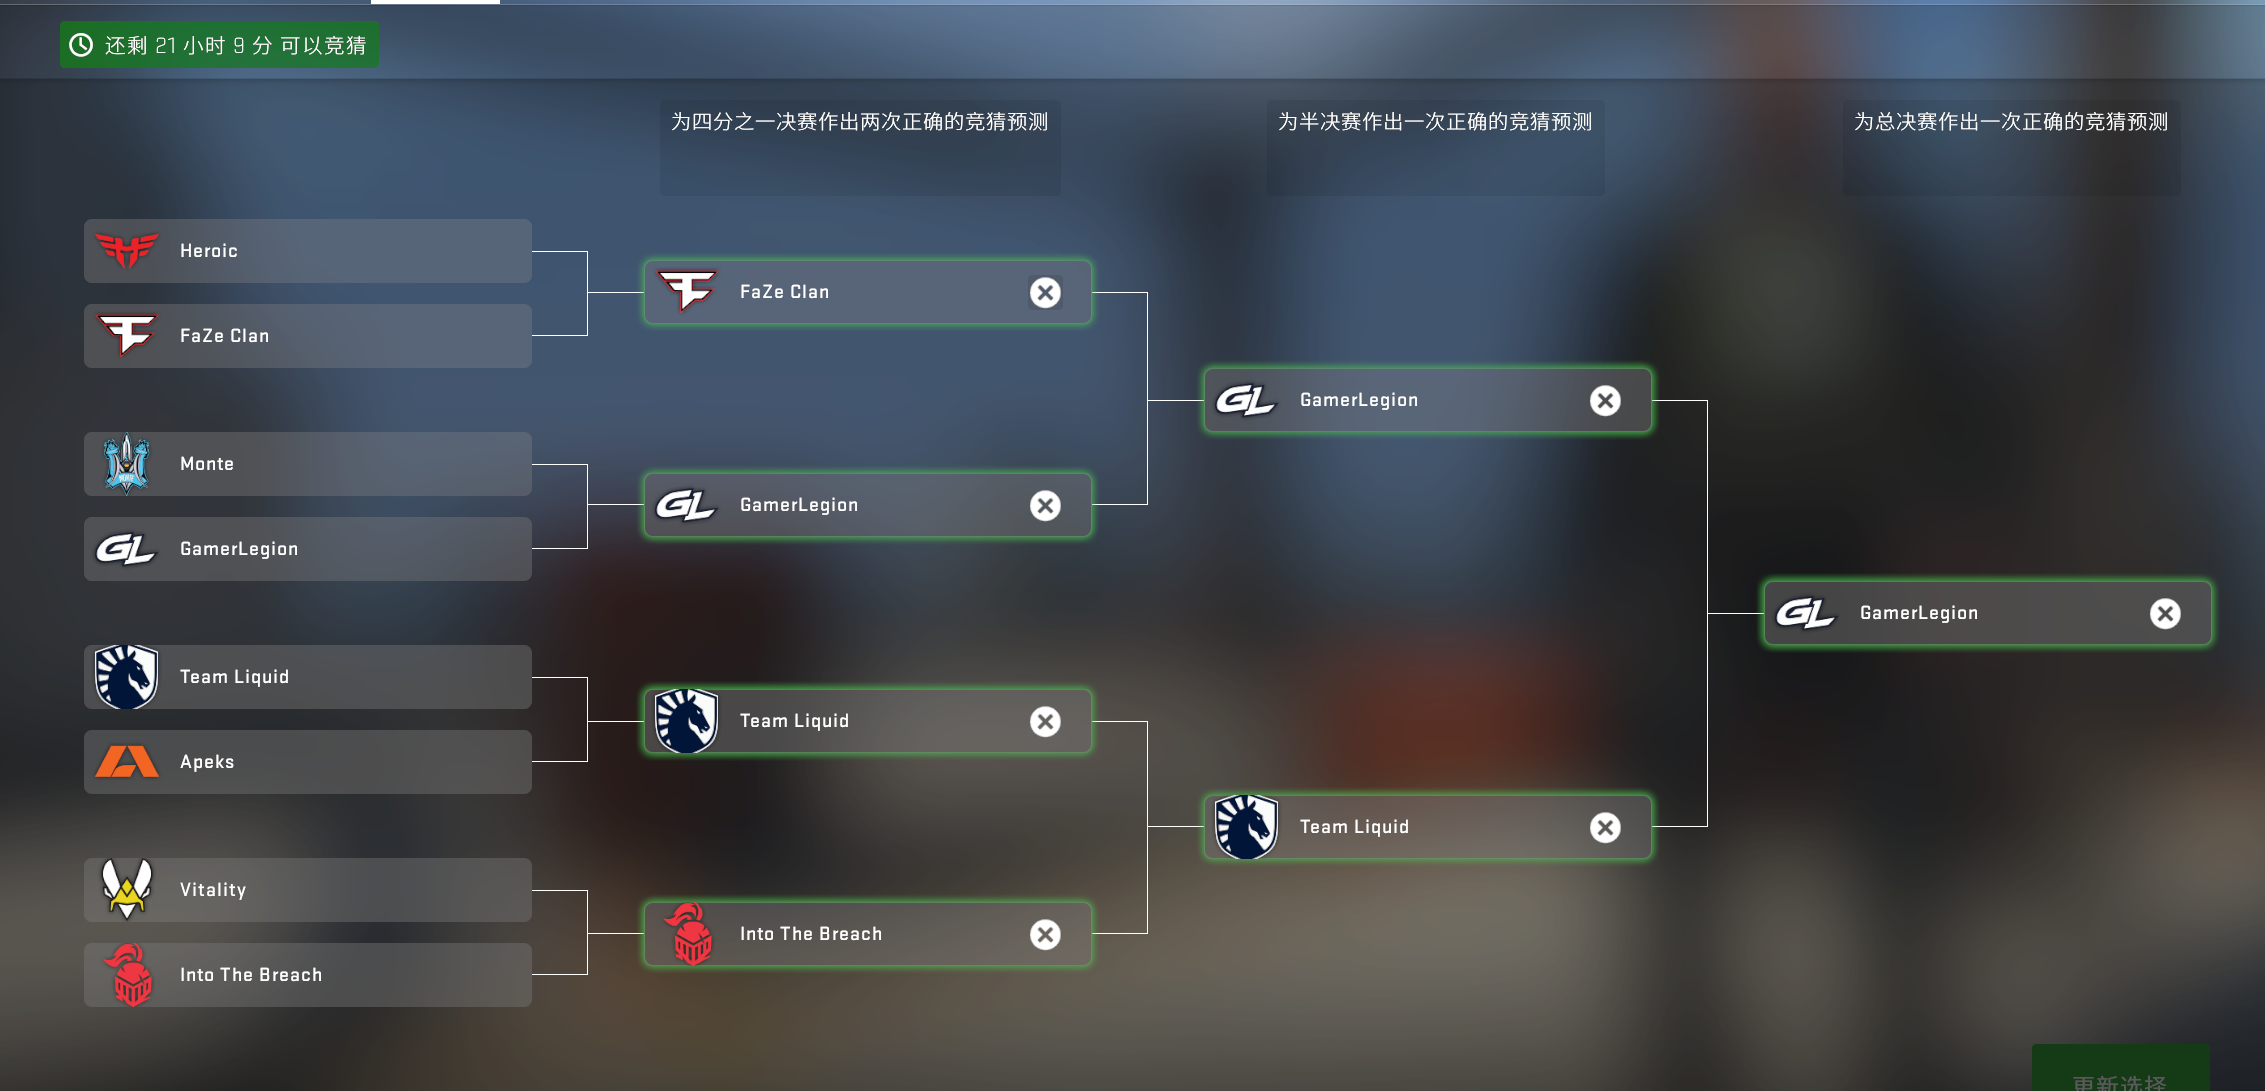 还剩 21 小时 9 分 可以竞猜
为四分之一决赛作出两次正确的竞猜预测
为半决赛作出一次正确的竞猜预测
为总决赛作出一次正确的竞猜预测
Heroic
FaZe Clan
FaZe Clan
GamerLegion
Monte
GamerLegion
GamerLegion
GamerLegion
Team Liquid
Team Liquid
Apeks
Team Liquid
Vitality
Into The Breach
Into The Breach
更新选择